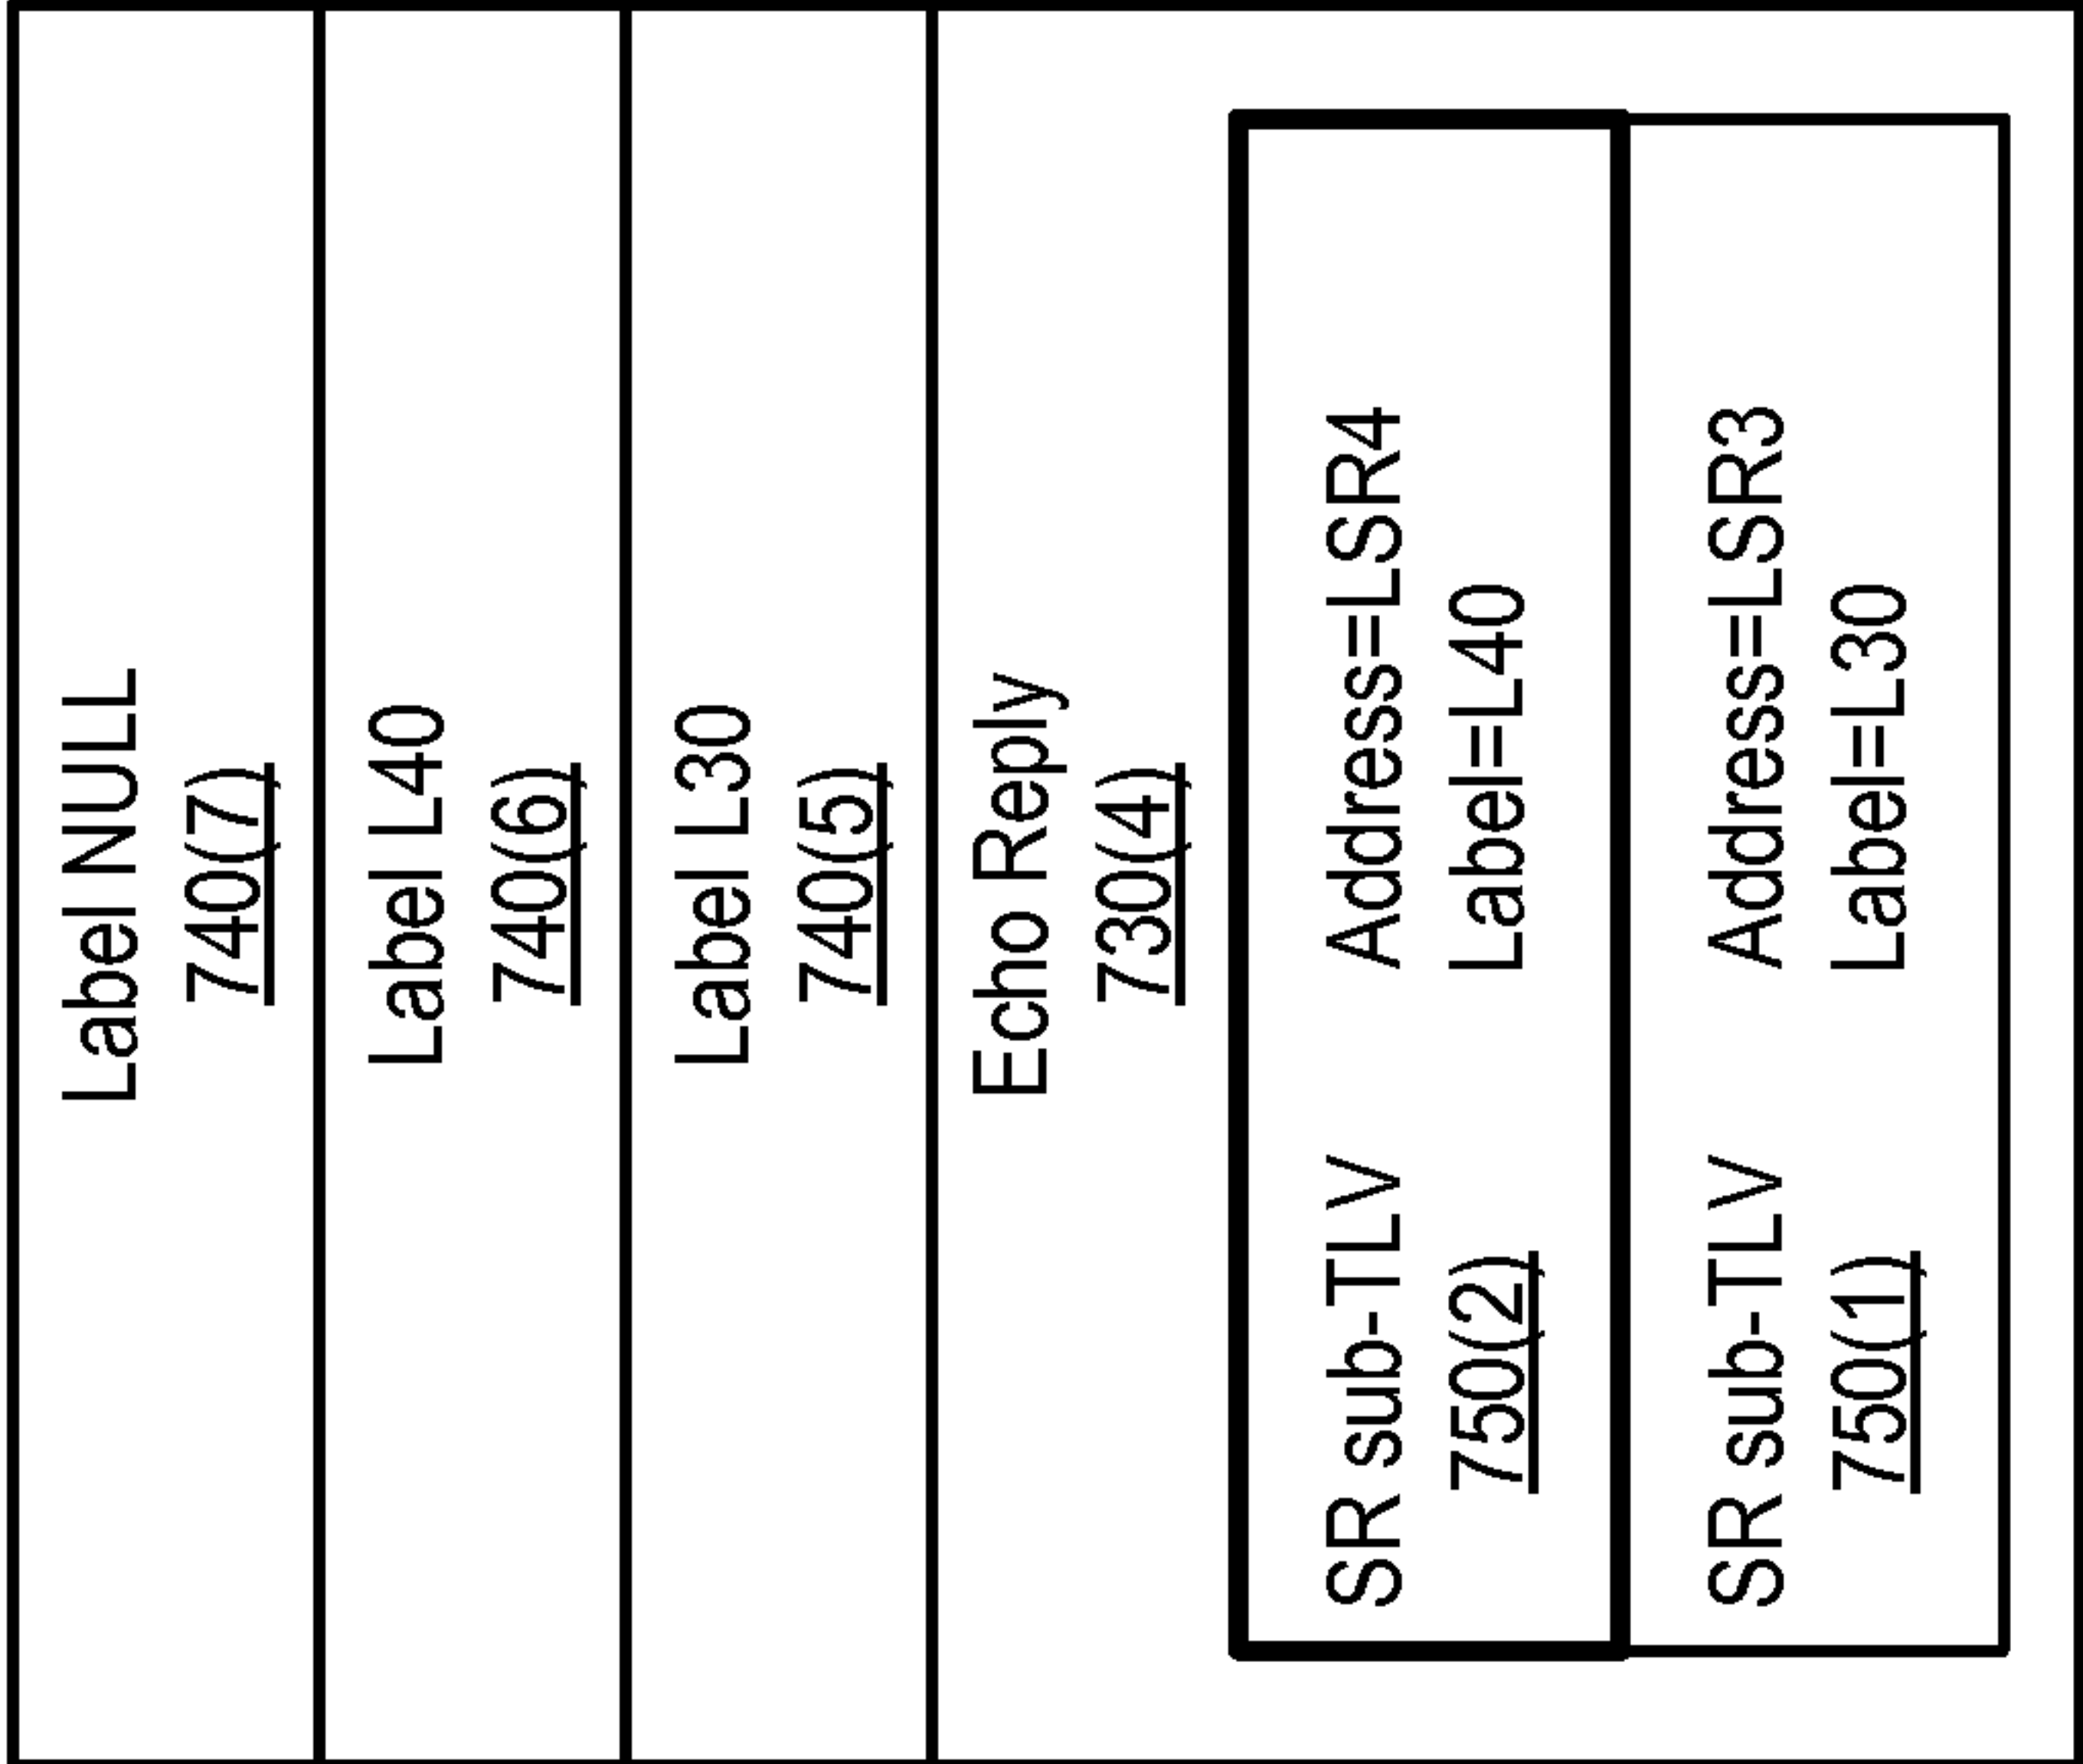 Label NULL
740(7)
Label L40
740(6)
Label L30
740(5)
Echo Reply
730(4)
SR sub-TLV Address=LSR4
750(2) Label=L40
SR sub-TLV Address=LSR3
750(1) Label=L30